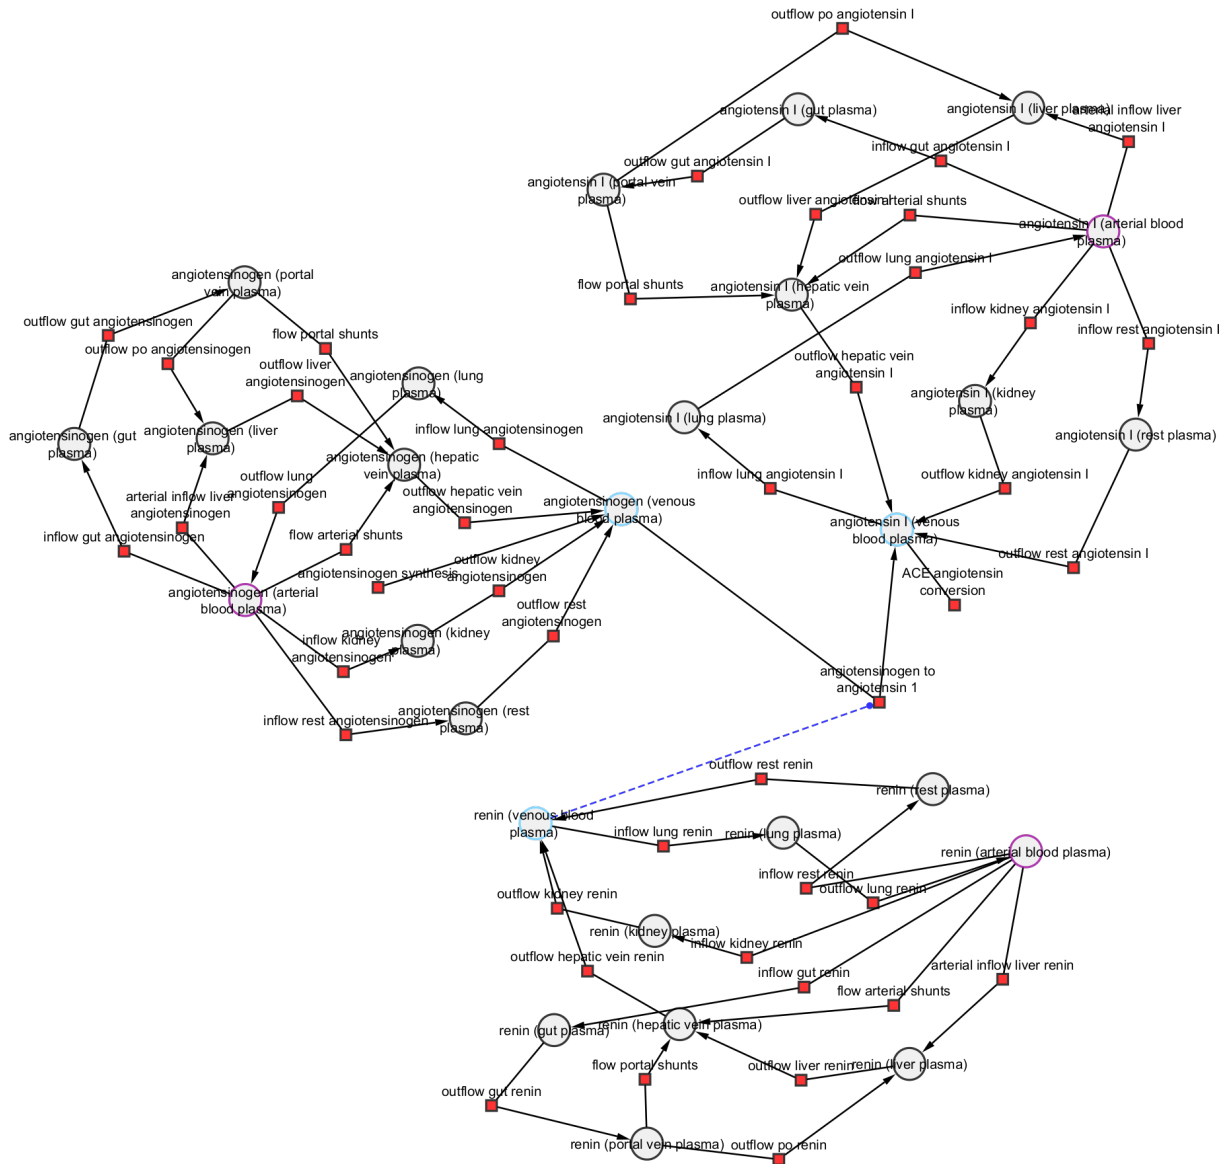 outflow po angiotensin I
angiotensin I (gut plasma)
angiotensin I (liver plasma)
arterial inflow liver
angiotensin I
inflow gut angiotensin I
outflow gut angiotensin I
angiotensin I (portal vein
plasma)
outflow liver angiotensin I
flow arterial shunts
angiotensin I (arterial blood
plasma)
outflow lung angiotensin I
flow portal shunts
angiotensin I (hepatic vein
plasma)
inflow kidney angiotensin I
inflow rest angiotensin I
outflow hepatic vein
angiotensin I
angiotensin I (kidney
plasma)
angiotensin I (lung plasma)
angiotensin I (rest plasma)
inflow lung angiotensin I
outflow kidney angiotensin I
angiotensin I (venous
blood plasma)
outflow rest angiotensin I
ACE angiotensin
conversion
angiotensinogen (portal
vein plasma)
outflow gut angiotensinogen
flow portal shunts
outflow po angiotensinogen
outflow liver
angiotensinogen
angiotensinogen (lung
plasma)
angiotensinogen (gut
plasma)
angiotensinogen (liver
plasma)
inflow lung angiotensinogen
angiotensinogen (hepatic
vein plasma)
outflow lung
angiotensinogen
arterial inflow liver
angiotensinogen
outflow hepatic vein
angiotensinogen
angiotensinogen (venous
blood plasma)
inflow gut angiotensinogen
flow arterial shunts
angiotensinogen synthesis
outflow kidney
angiotensinogen
angiotensinogen (arterial
blood plasma)
outflow rest
angiotensinogen
inflow kidney
angiotensinogen
angiotensinogen (kidney
plasma)
inflow rest angiotensinogen
angiotensinogen (rest
plasma)
angiotensinogen to
angiotensin 1
outflow rest renin
renin (rest plasma)
renin (venous blood
plasma)
inflow lung renin
renin (lung plasma)
renin (arterial blood plasma)
inflow rest renin
outflow lung renin
outflow kidney renin
renin (kidney plasma)
inflow kidney renin
outflow hepatic vein renin
inflow gut renin
arterial inflow liver renin
flow arterial shunts
renin (gut plasma)
renin (hepatic vein plasma)
flow portal shunts
outflow liver renin
renin (liver plasma)
outflow gut renin
renin (portal vein plasma)
outflow po renin